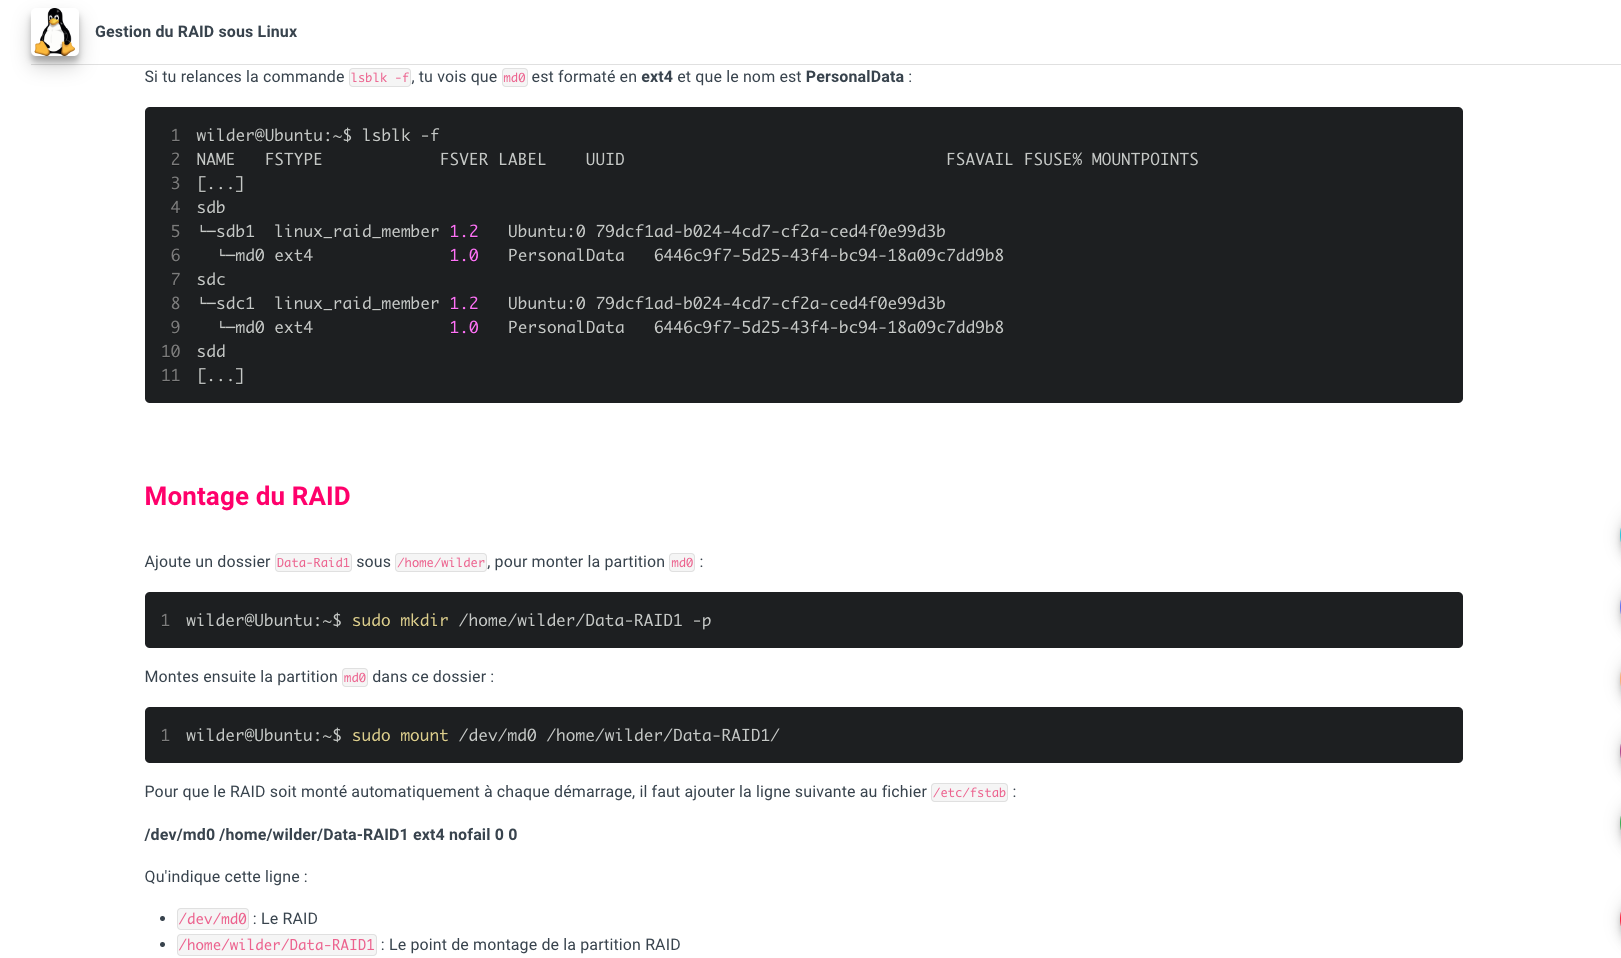 Gestion du RAID sous Linux
Si tu relances la commande lsblk -f, tu vois que md0 est formaté en ext4 et que le nom est PersonalData :
1 wilder@Ubuntu:~$ lsblk -f
2 NAME   FSTYPE            FSVER LABEL    UUID                                 FSAVAIL FSUSE% MOUNTPOINTS
3 [...]
4 sdb
5 └─sdb1  linux_raid_member 1.2   Ubuntu:0 79dcf1ad-b024-4cd7-cf2a-ced4f0e99d3b
6   └─md0 ext4              1.0   PersonalData   6446c9f7-5d25-43f4-bc94-18a09c7dd9b8
7 sdc
8 └─sdc1  linux_raid_member 1.2   Ubuntu:0 79dcf1ad-b024-4cd7-cf2a-ced4f0e99d3b
9   └─md0 ext4              1.0   PersonalData   6446c9f7-5d25-43f4-bc94-18a09c7dd9b8
10 sdd
11 [...]
Montage du RAID
Ajoute un dossier Data-Raid1 sous /home/wilder, pour monter la partition md0 :
1 wilder@Ubuntu:~$ sudo mkdir /home/wilder/Data-RAID1 -p
Montes ensuite la partition md0 dans ce dossier :
1 wilder@Ubuntu:~$ sudo mount /dev/md0 /home/wilder/Data-RAID1/
Pour que le RAID soit monté automatiquement à chaque démarrage, il faut ajouter la ligne suivante au fichier /etc/fstab :
/dev/md0 /home/wilder/Data-RAID1 ext4 nofail 0 0
Qu'indique cette ligne :
• /dev/md0 : Le RAID
• /home/wilder/Data-RAID1 : Le point de montage de la partition RAID